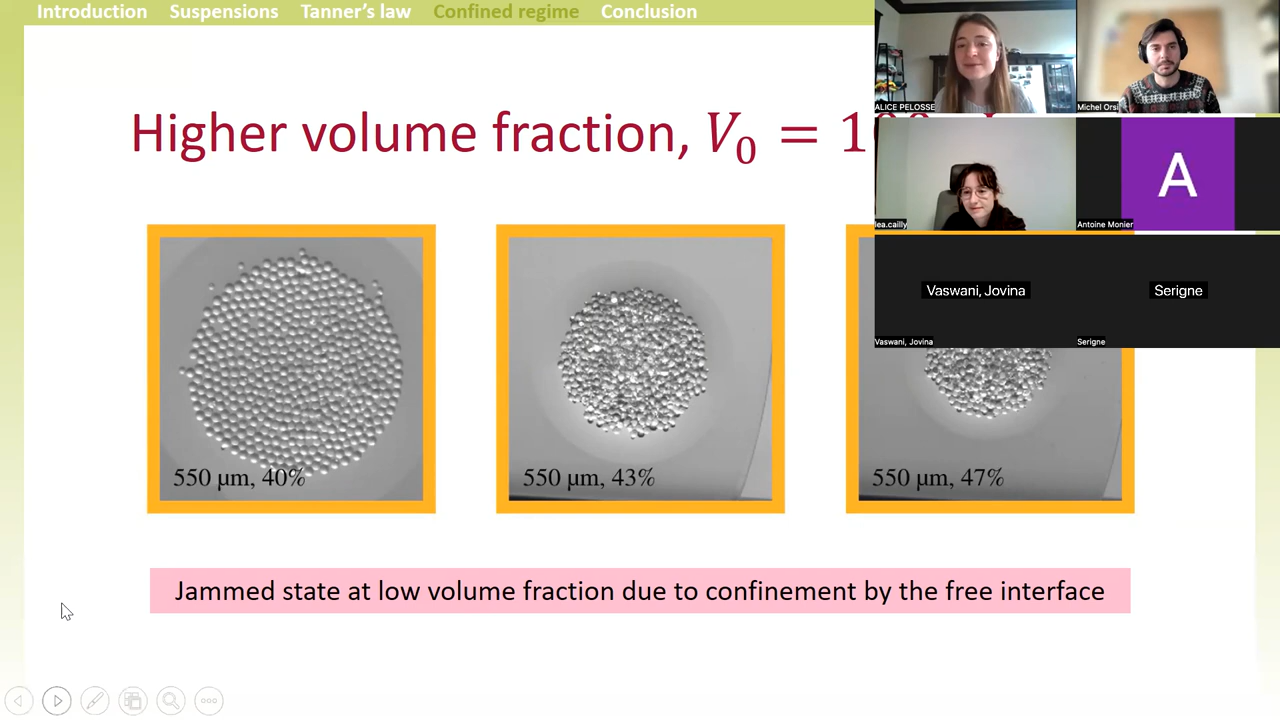 Introduction Suspensions Tanner's law Confined regime Conclusion
Higher volume fraction, V₀ = 1
550 µm, 40%
550 µm, 43%
550 µm, 47%
Jammed state at low volume fraction due to confinement by the free interface
ALICE PELOSSE
Michel Orsi
lea.cailly
A
Antoine Monier
Vaswani, Jovina
Serigne
Vaswani, Jovina
Serigne